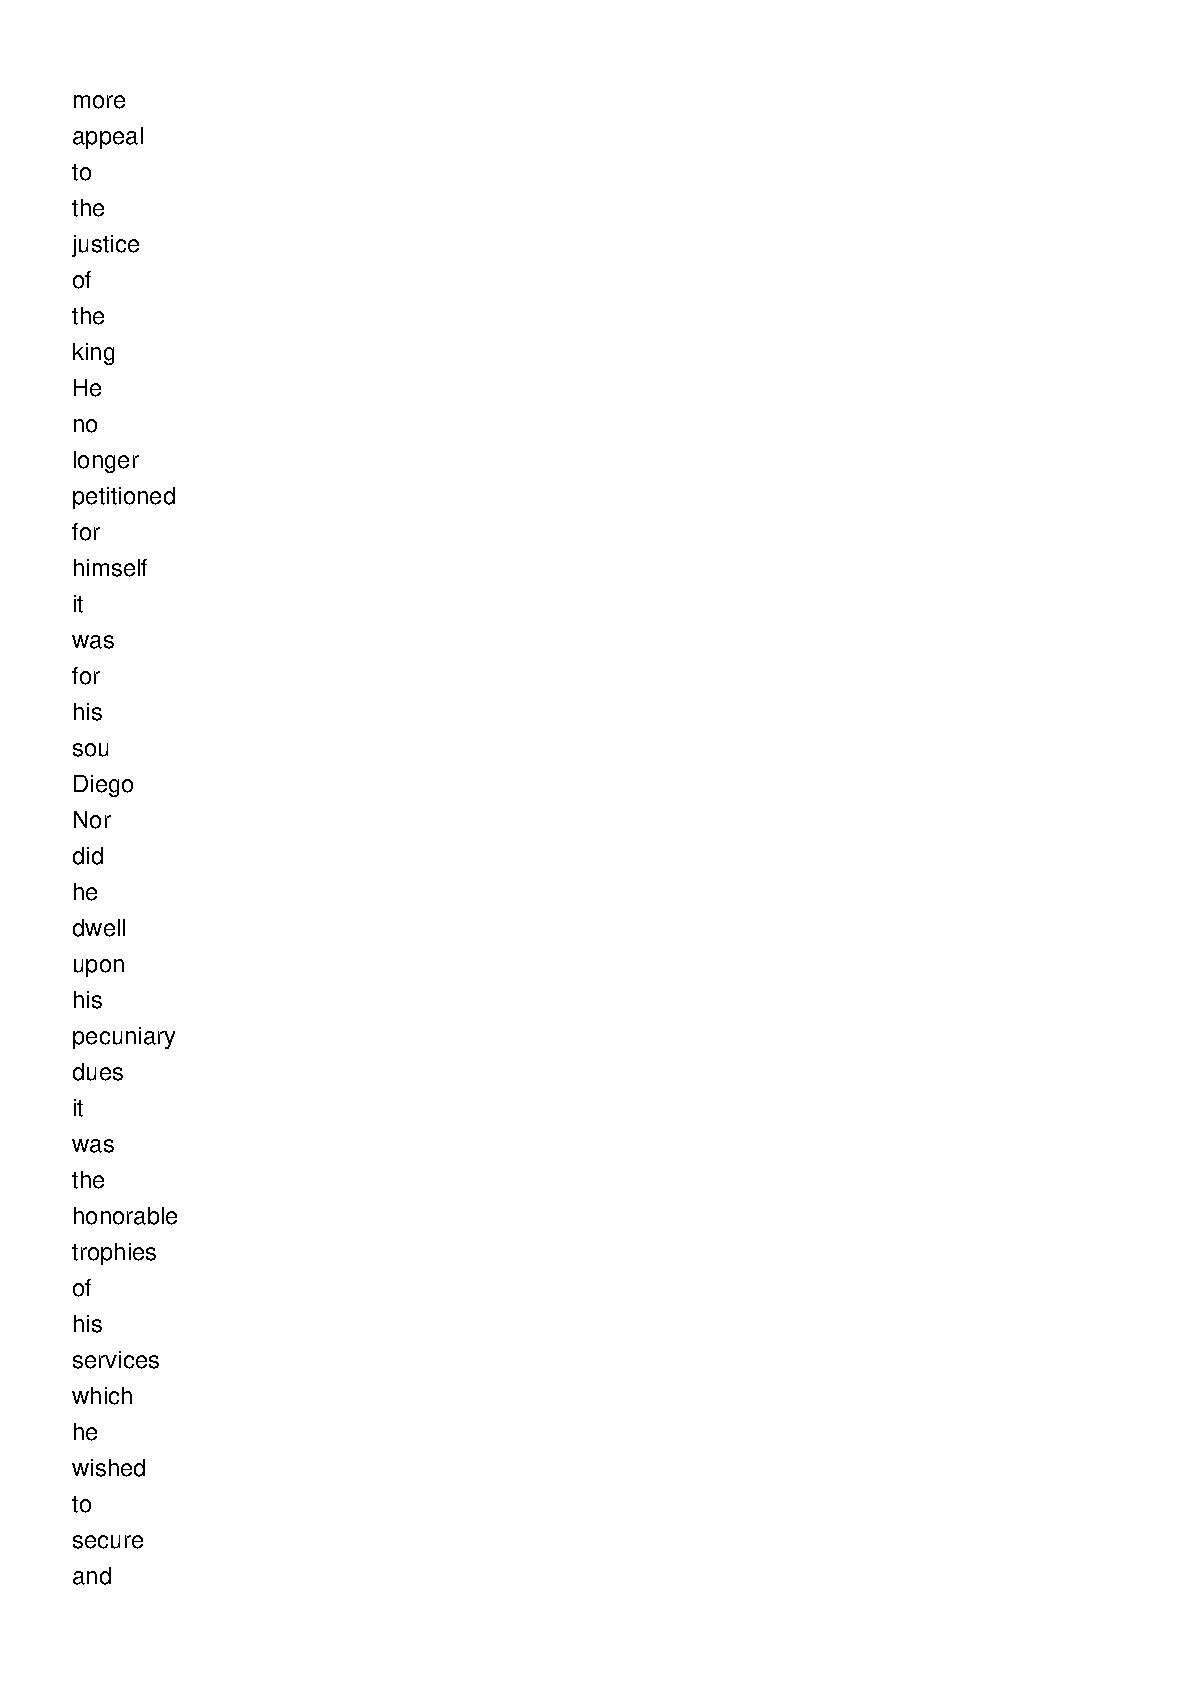 more
appeal
to
the
justice
of
the
king
He
no
longer
petitioned
for
himself
it
was
for
his
sou
Diego
Nor
did
he
dwell
upon
his
pecuniary
dues
it
was
the
honorable
trophies
of
his
services
which
he
wished
to
secure
and